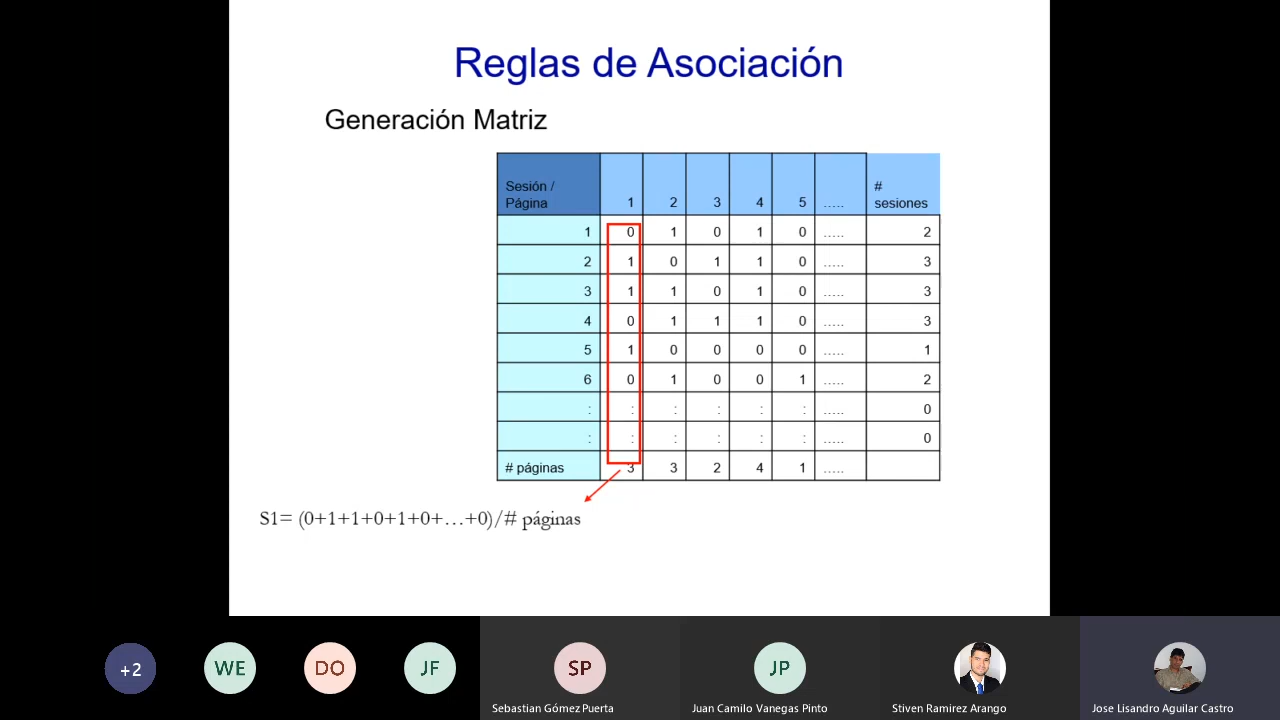 Reglas de Asociación
Generación Matriz
Sesión / Página 1 2 3 4 5 ..... # sesiones
1 0 1 0 1 0 ..... 2
2 1 0 1 1 0 ..... 3
3 1 1 0 1 0 ..... 3
4 0 1 1 1 0 ..... 3
5 1 0 0 0 0 ..... 1
6 0 1 0 0 1 ..... 2
: : : : : : ..... 0
: : : : : : ..... 0
# páginas 3 3 2 4 1 .....
S1= (0+1+1+0+1+0+…+0)/# páginas
+2 WE DO JF SP JP
Sebastian Gómez Puerta Juan Camilo Vanegas Pinto Stiven Ramirez Arango Jose Lisandro Aguilar Castro